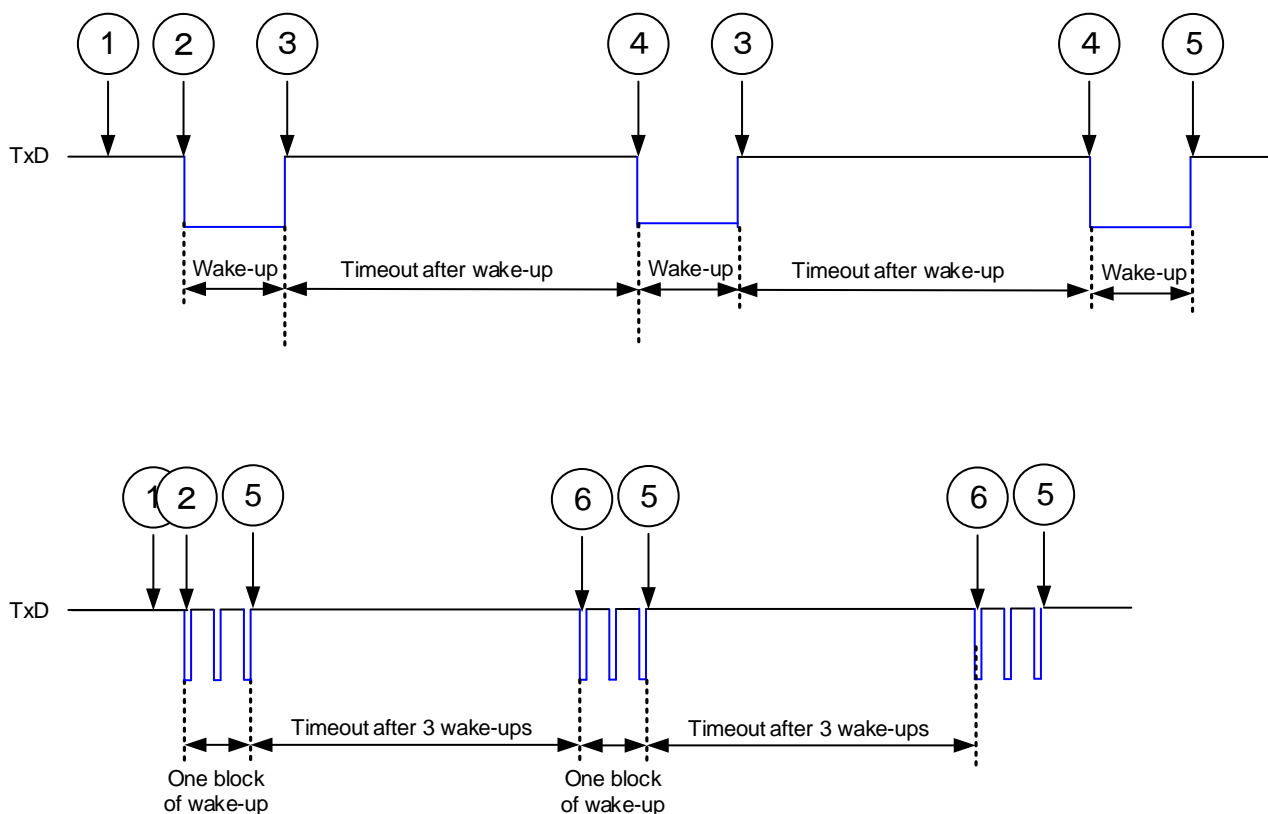 1 2 3 4 3 4 5
TxD
Wake-up Timeout after wake-up Wake-up Timeout after wake-up Wake-up
1 2 5 6 5 6 5
TxD
Timeout after 3 wake-ups Timeout after 3 wake-ups
One block of wake-up
One block of wake-up